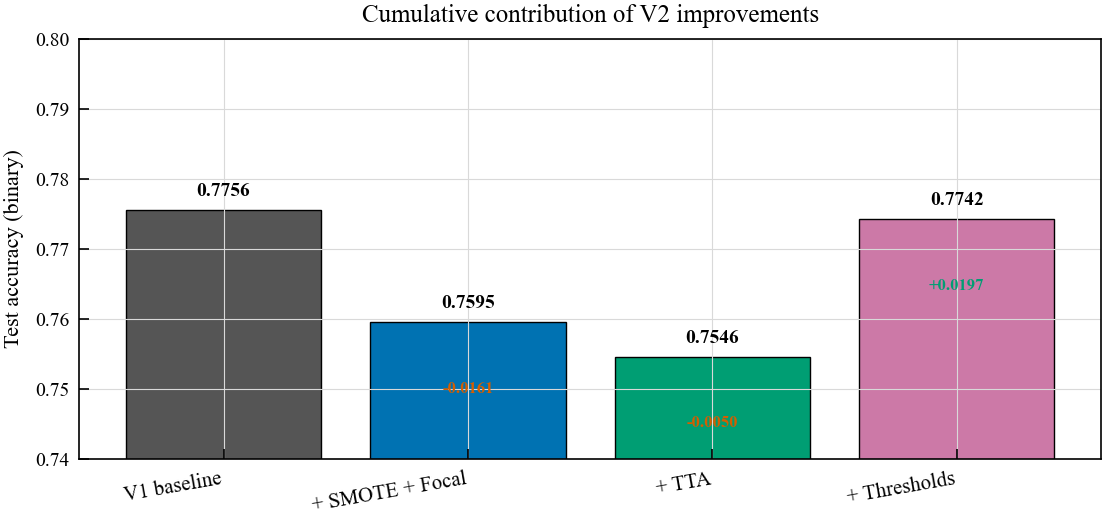 Cumulative contribution of V2 improvements
Test accuracy (binary)
0.80
0.79
0.78
0.77
0.76
0.75
0.74
0.7756
0.7595
-0.0161
0.7546
-0.0050
0.7742
+0.0197
V1 baseline
+ SMOTE + Focal
+ TTA
+ Thresholds